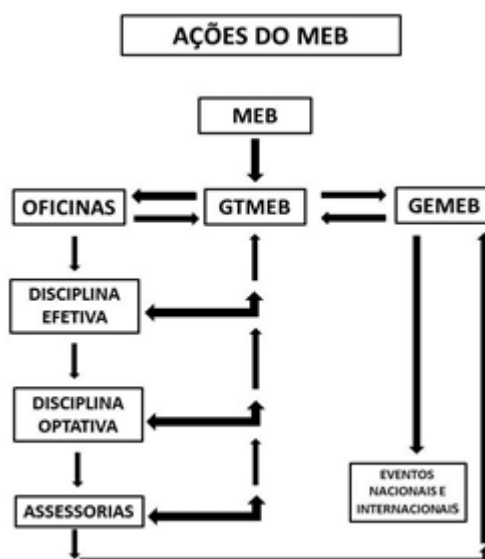 AÇÕES DO MEB
MEB
OFICINAS
GTMEB
GEMEB
DISCIPLINA
EFETIVA
DISCIPLINA
OPTATIVA
ASSESSORIAS
EVENTOS
NACIONAIS E
INTERNACIONAIS